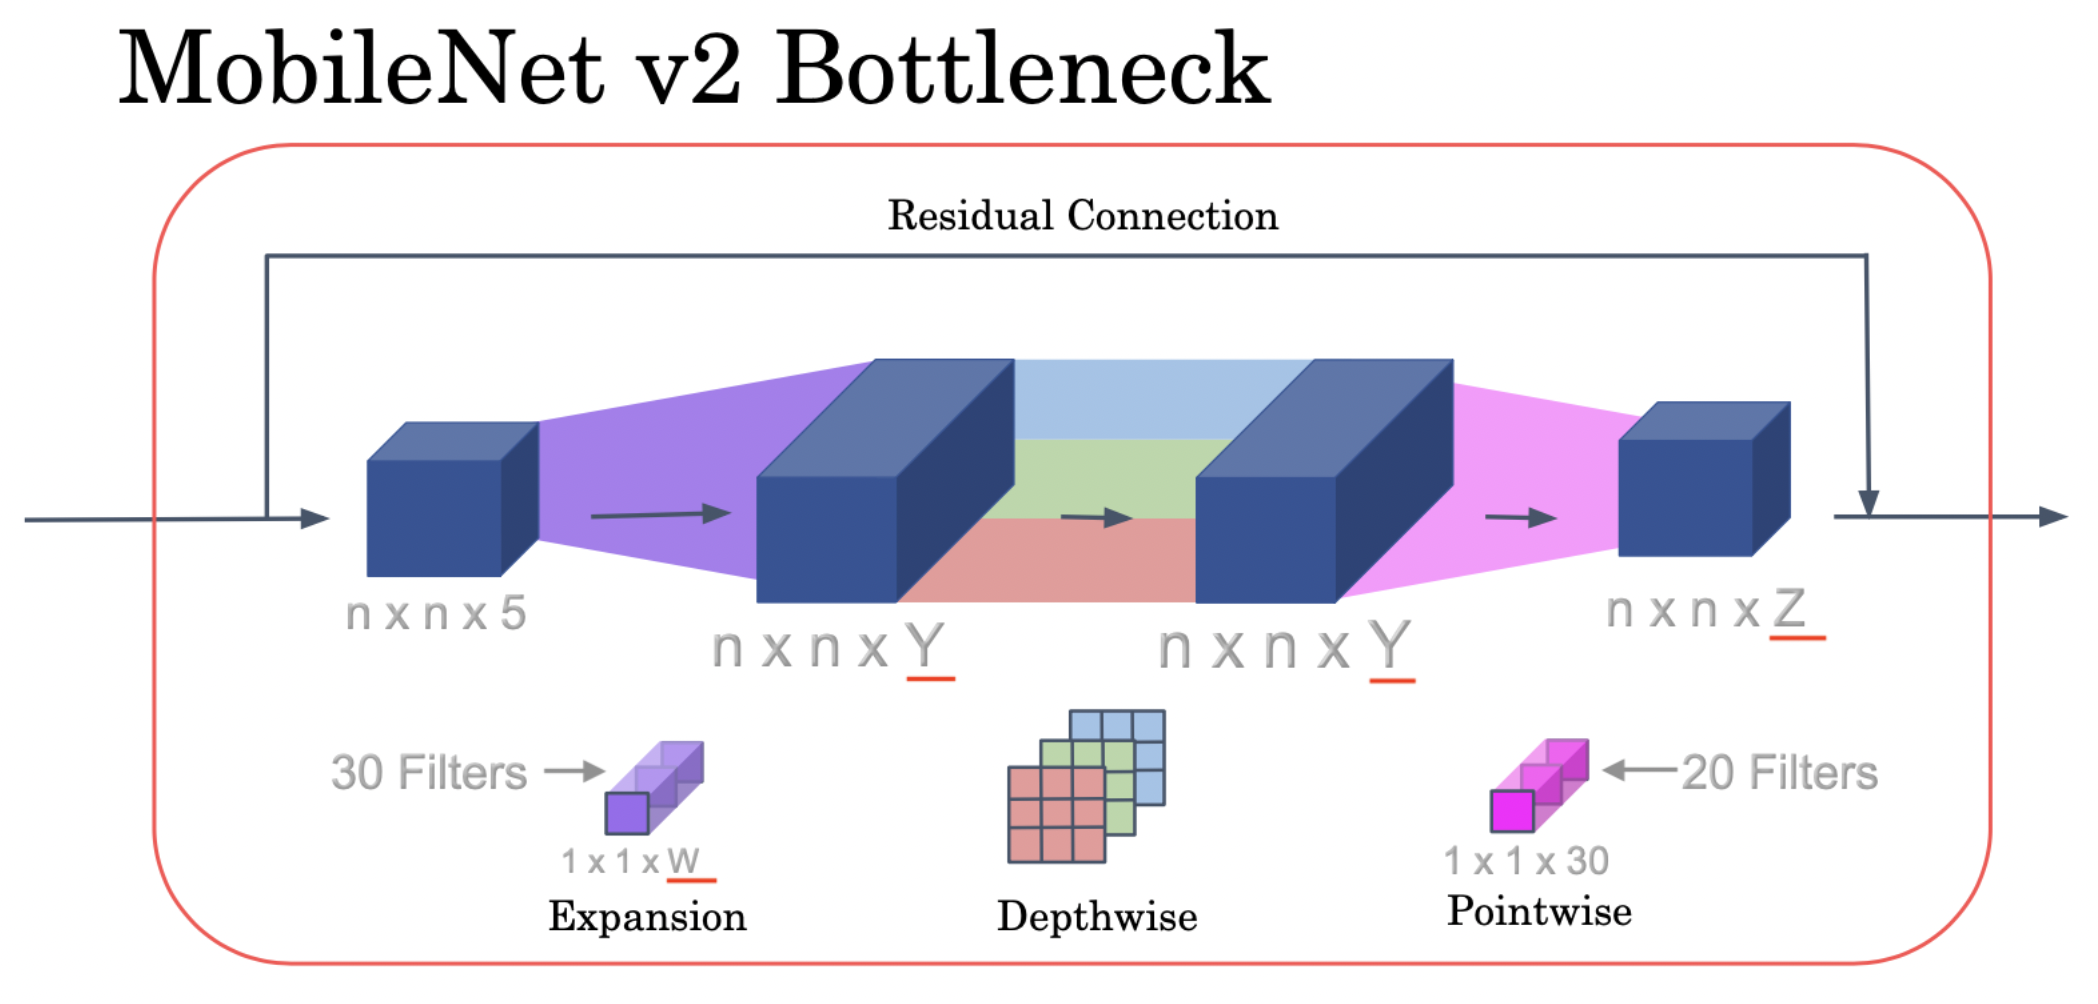 MobileNet v2 Bottleneck
Residual Connection
n x n x 5
n x n x Y
n x n x Y
n x n x Z
30 Filters
20 Filters
1 x 1 x W
1 x 1 x 30
Expansion
Depthwise
Pointwise